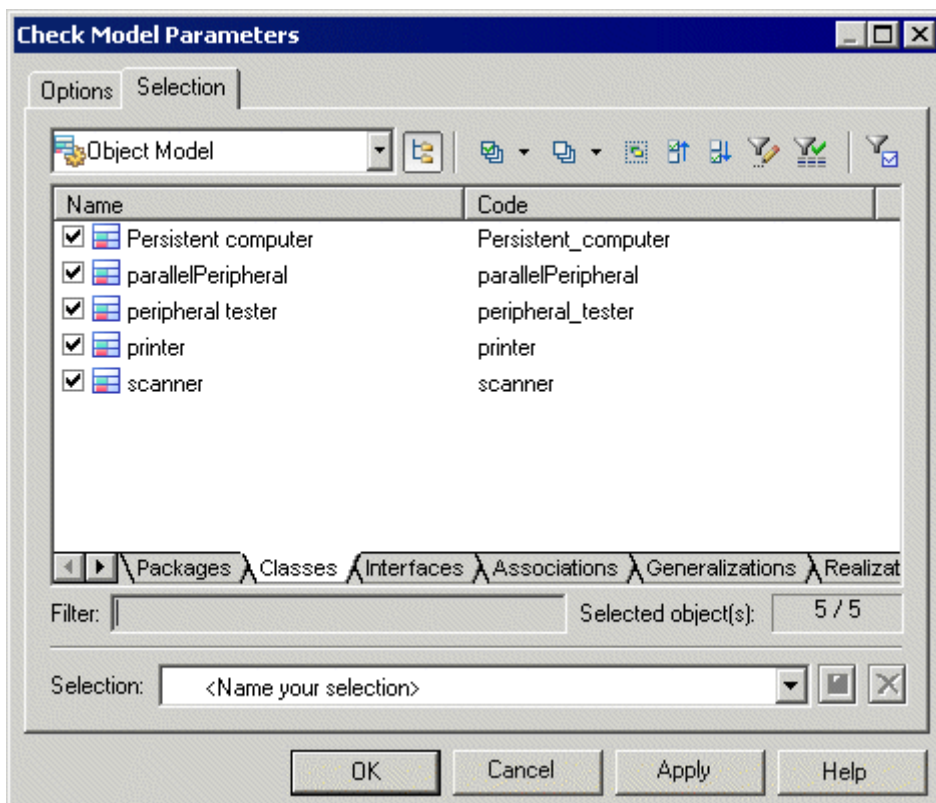 Check Model Parameters
Options Selection
Object Model
Name Code
Persistent computer Persistent_computer
parallelPeripheral parallelPeripheral
peripheral tester peripheral_tester
printer printer
scanner scanner
Packages Classes Interfaces Associations Generalizations Realizat
Filter: Selected object(s): 5 / 5
Selection: <Name your selection>
OK Cancel Apply Help